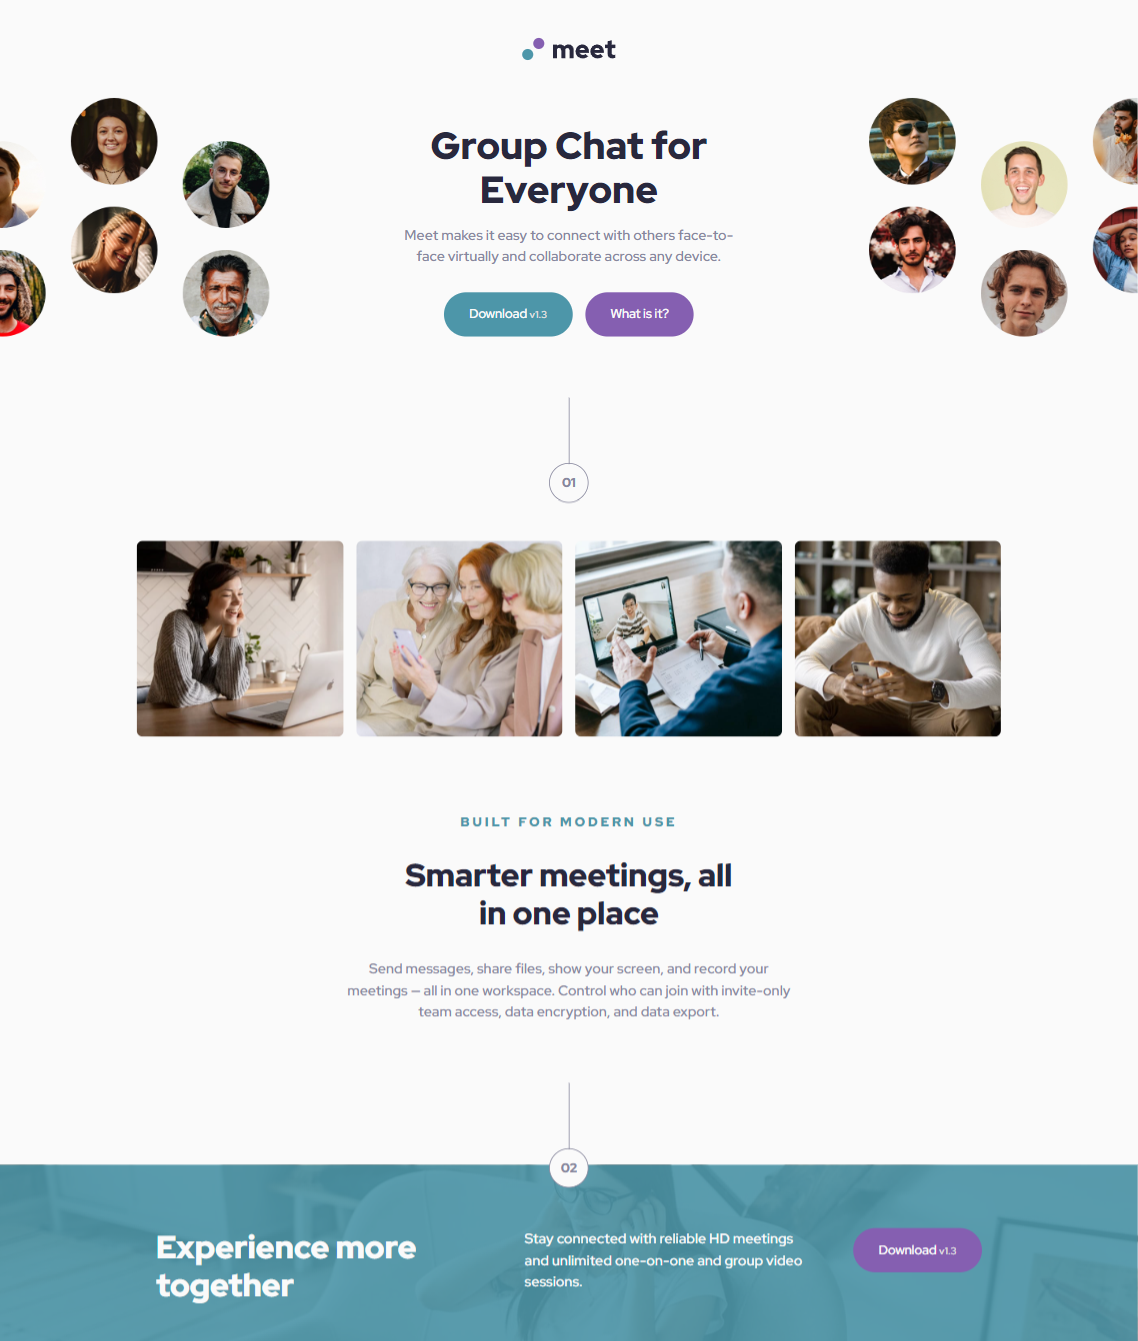 meet
Group Chat for
Everyone
Meet makes it easy to connect with others face-to-
face virtually and collaborate across any device.
Download v1.3
What is it?
01
BUILT FOR MODERN USE
Smarter meetings, all
in one place
Send messages, share files, show your screen, and record your
meetings — all in one workspace. Control who can join with invite-only
team access, data encryption, and data export.
02
Experience more
together
Stay connected with reliable HD meetings
and unlimited one-on-one and group video
sessions.
Download v1.3